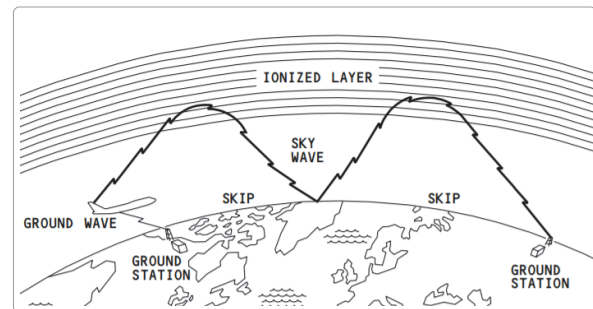 IONIZED LAYER
SKY
WAVE
SKIP
SKIP
GROUND WAVE
GROUND
STATION
GROUND
STATION